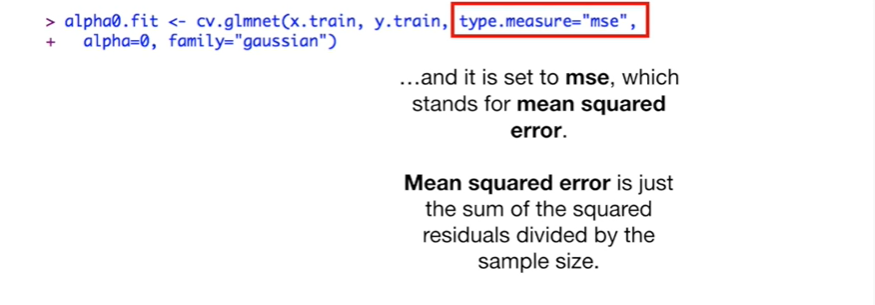 > alpha0.fit <- cv.glmnet(x.train, y.train, type.measure="mse",
+   alpha=0, family="gaussian")
…and it is set to mse, which
stands for mean squared
error.
Mean squared error is just
the sum of the squared
residuals divided by the
sample size.